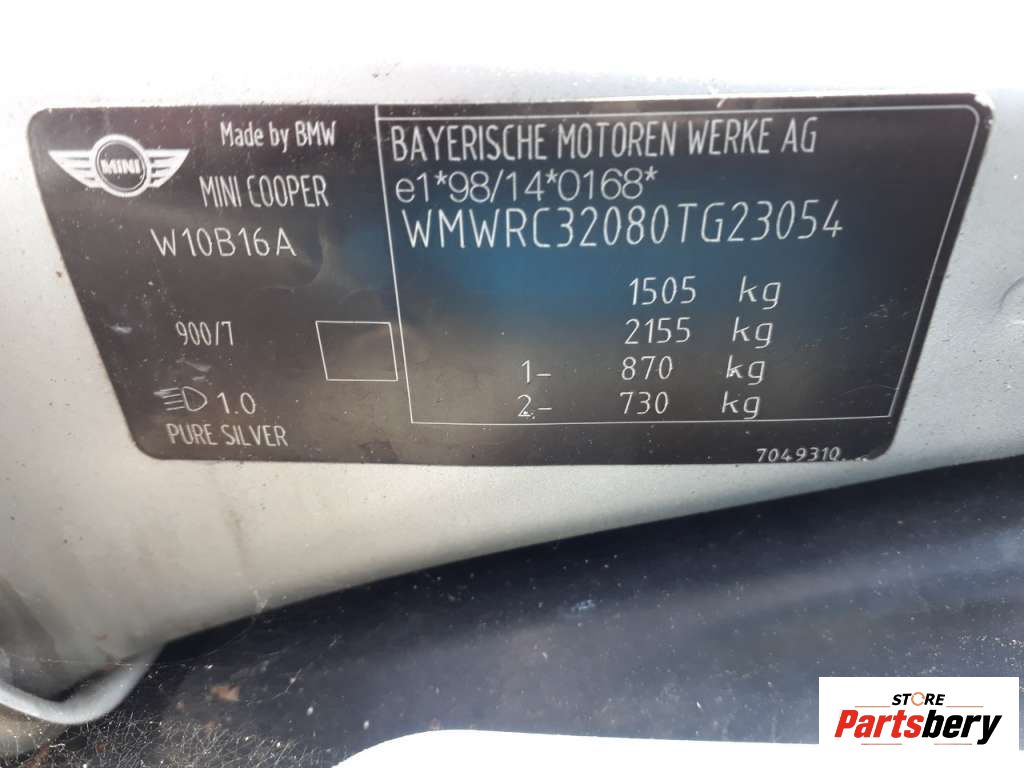 MINI
Made by BMW
MINI COOPER
W10B16A
900/7
1.0
PURE SILVER
BAYERISCHE MOTOREN WERKE AG
e1*98/14*0168*
WMWRC32080TG23054
1505 kg
2155 kg
1- 870 kg
2- 730 kg
7049310
STORE
Partsbery